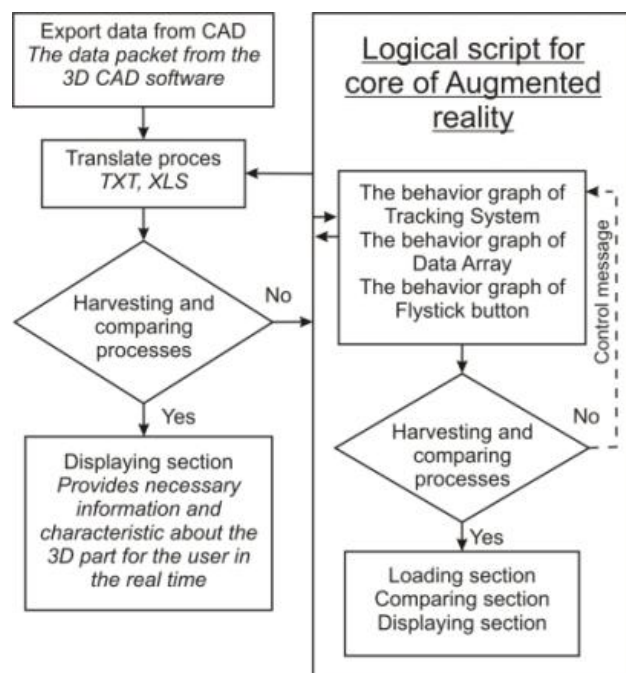 Export data from CAD
The data packet from the
3D CAD software
Translate proces
TXT, XLS
Harvesting and
comparing
processes
No
Yes
Displaying section
Provides necessary
information and
characteristic about the
3D part for the user in
the real time
Logical script for
core of Augmented
reality
The behavior graph of
Tracking System
The behavior graph of
Data Array
The behavior graph of
Flystick button
Control message
Harvesting and
comparing
processes
No
Yes
Loading section
Comparing section
Displaying section